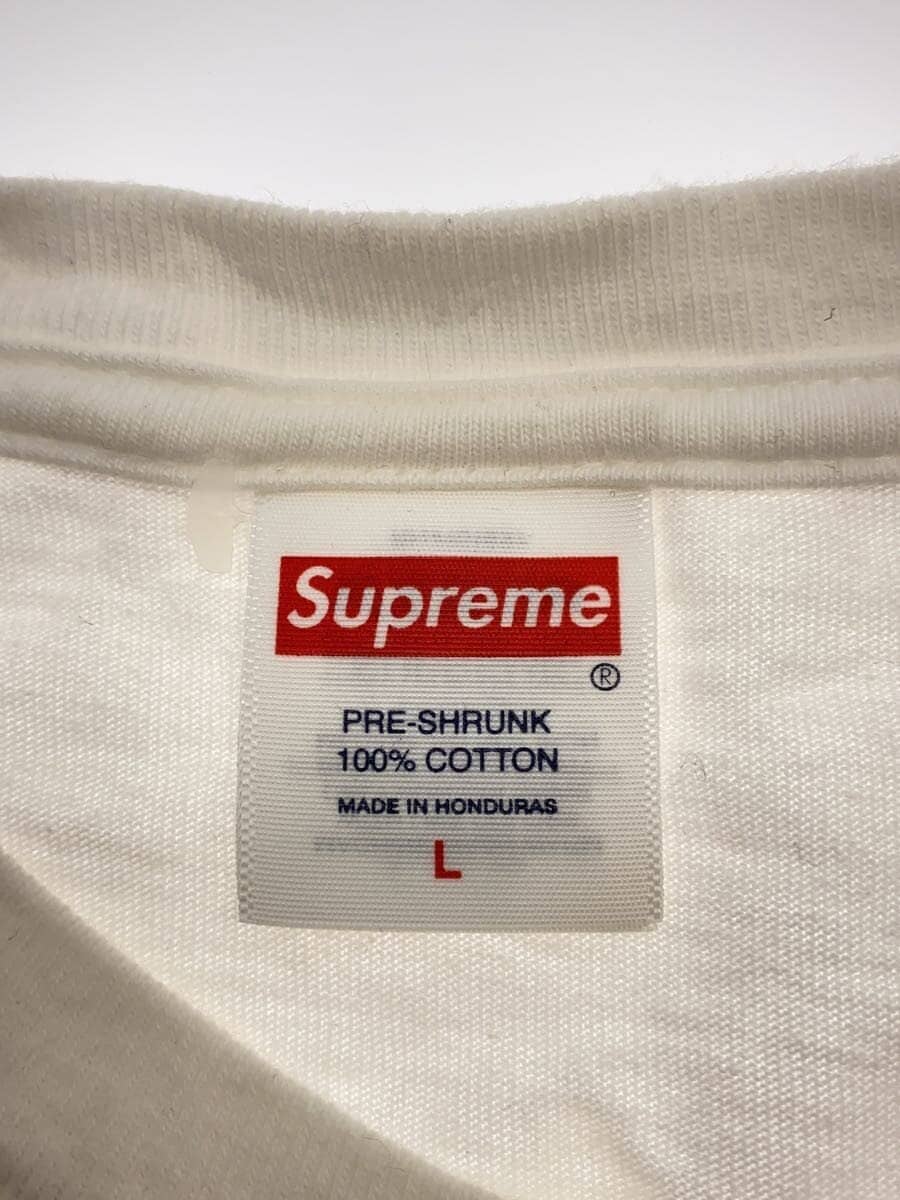 Supreme
®
PRE-SHRUNK
100% COTTON
MADE IN HONDURAS
L